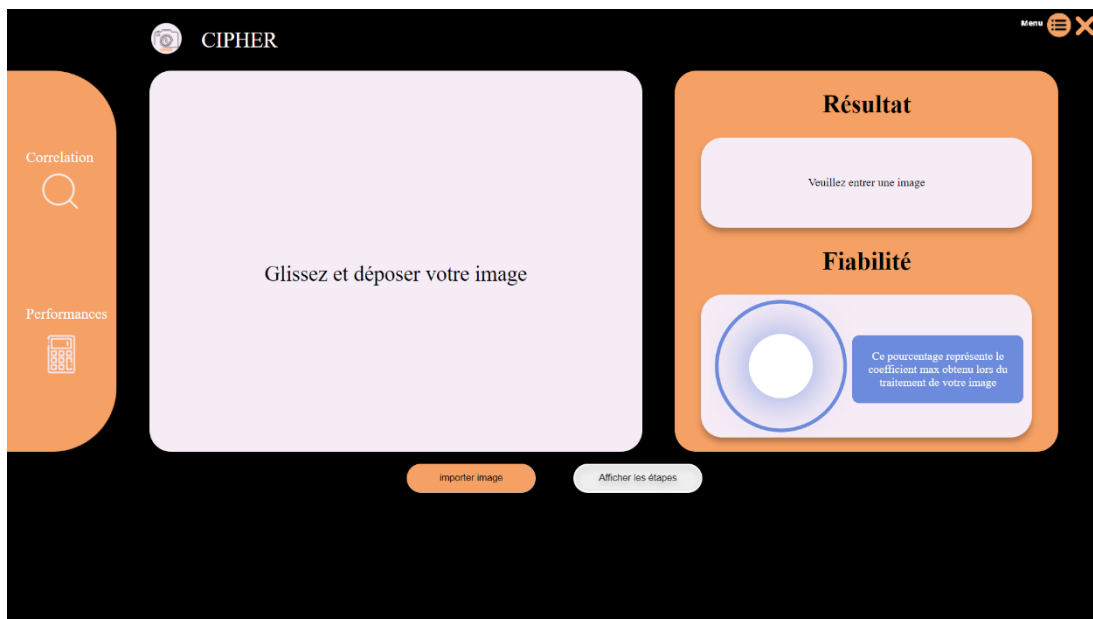 CIPHER
Menu
Correlation
Performances
Glissez et déposer votre image
Résultat
Veuillez entrer une image
Fiabilité
Ce pourcentage représente le
coefficient max obtenu lors du
traitement de votre image
importer image
Afficher les étapes